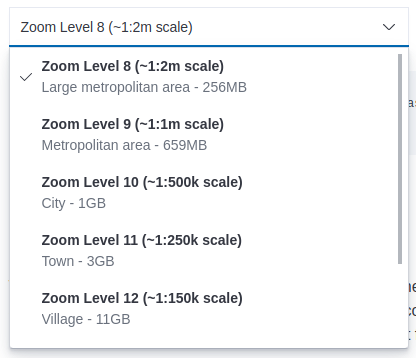 Zoom Level 8 (~1:2m scale)
Zoom Level 8 (~1:2m scale)
Large metropolitan area - 256MB
Zoom Level 9 (~1:1m scale)
Metropolitan area - 659MB
Zoom Level 10 (~1:500k scale)
City - 1GB
Zoom Level 11 (~1:250k scale)
Town - 3GB
Zoom Level 12 (~1:150k scale)
Village - 11GB